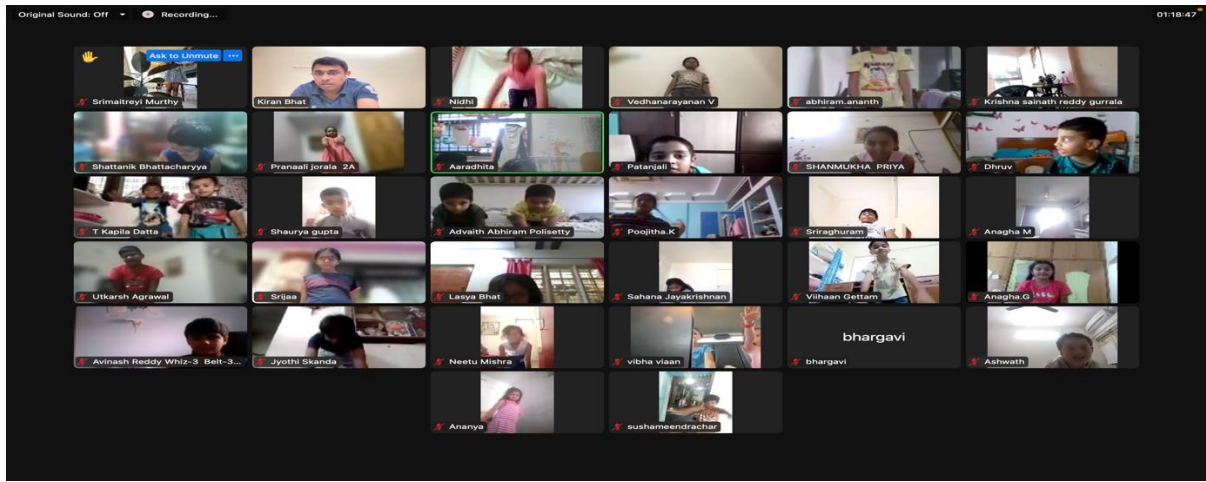 Original Sound: Off
Recording...
01:18:47
Ask to Unmute ...
Srimaitreyi Murthy
Kiran Bhat
Nidhi
Vedhanarayanan V
abhiram.ananth
Krishna sainath reddy gurrala
Shattanik Bhattacharyya
Pranaali jorala 2A
Aaradhita
Patanjali
SHANMUKHA PRIYA
Dhruv
T Kapila Datta
Shaurya gupta
Advaith Abhiram Polisetty
Poojitha.K
Sriraghuram
Anagha M
Utkarsh Agrawal
Srijaa
Lasya Bhat
Sahana Jayakrishnan
Viihaan Gettam
Anagha.G
Avinash Reddy Whiz-3 Belt-3...
Jyothi Skanda
Neetu Mishra
vibha viaan
bhargavi
bhargavi
Ashwath
Ananya
sushameendrachar